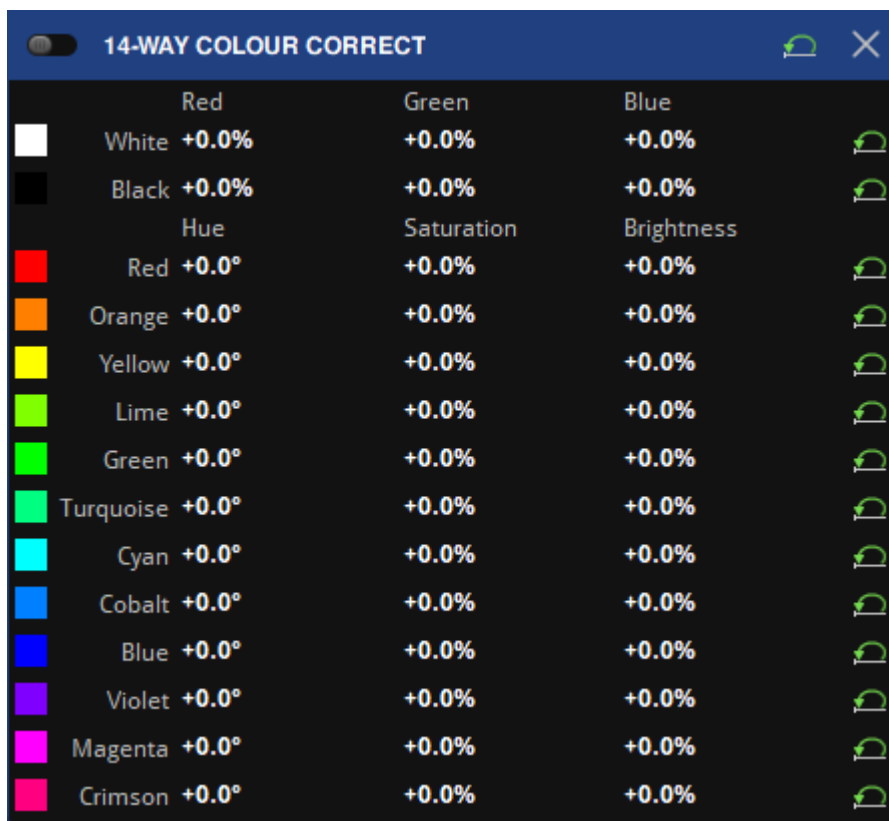 14-WAY COLOUR CORRECT
Red Green Blue
White +0.0% +0.0% +0.0%
Black +0.0% +0.0% +0.0%
Hue Saturation Brightness
Red +0.0° +0.0% +0.0%
Orange +0.0° +0.0% +0.0%
Yellow +0.0° +0.0% +0.0%
Lime +0.0° +0.0% +0.0%
Green +0.0° +0.0% +0.0%
Turquoise +0.0° +0.0% +0.0%
Cyan +0.0° +0.0% +0.0%
Cobalt +0.0° +0.0% +0.0%
Blue +0.0° +0.0% +0.0%
Violet +0.0° +0.0% +0.0%
Magenta +0.0° +0.0% +0.0%
Crimson +0.0° +0.0% +0.0%